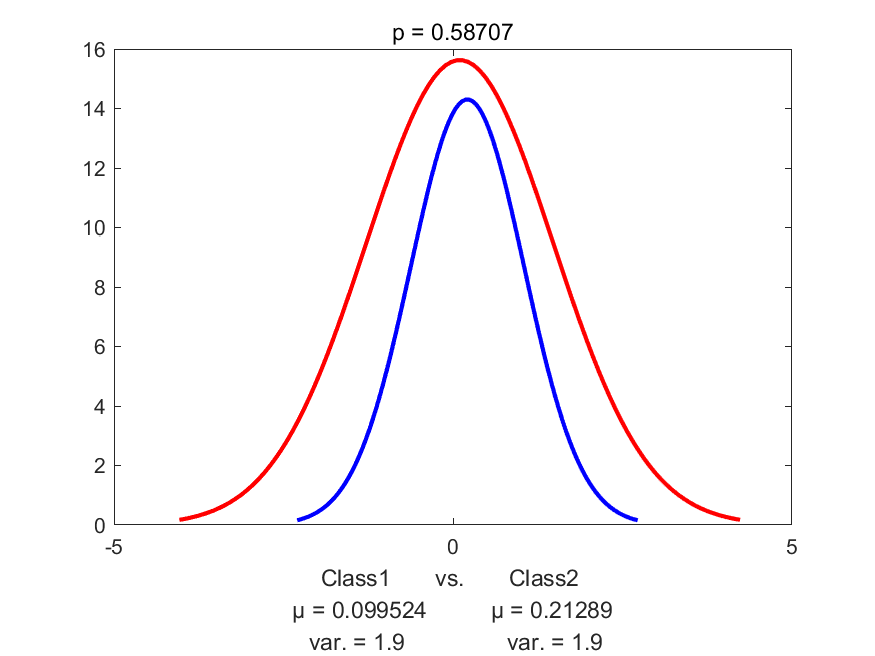 p = 0.58707
16
14
12
10
8
6
4
2
0
-5 0 5
Class1 vs. Class2
μ = 0.099524 μ = 0.21289
var. = 1.9 var. = 1.9